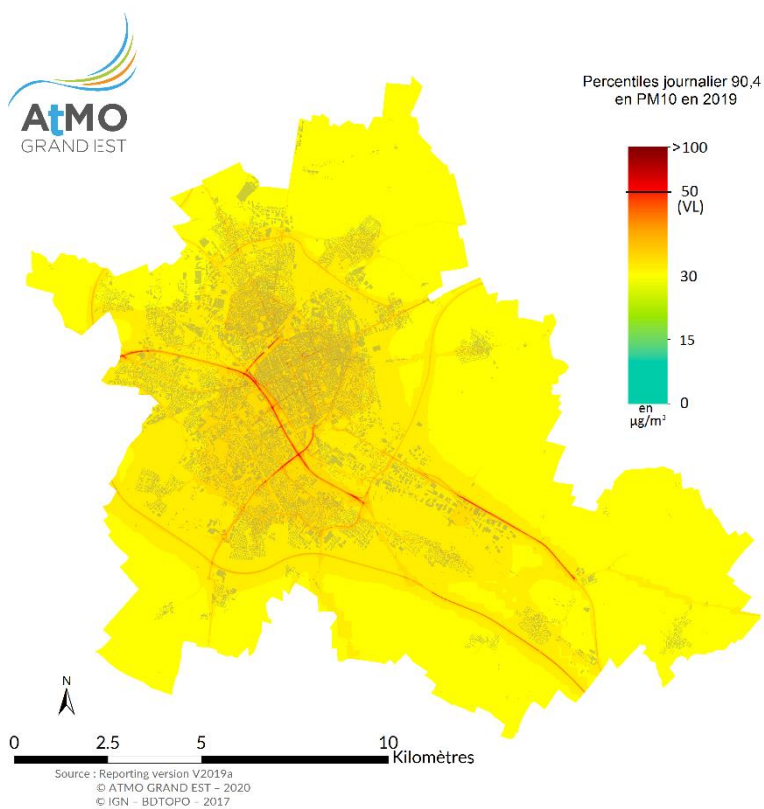 AtMO
GRAND EST
Percentiles journalier 90,4
en PM10 en 2019
>100
50
(VL)
30
15
0
en
µg/m³
N
0 2.5 5 10
Kilomètres
Source : Reporting version V2019a
© ATMO GRAND EST – 2020
© IGN – BDTOPO – 2017